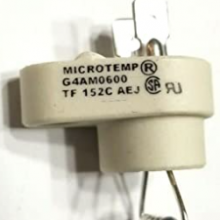 MICROTEMP®
G4AM0600
TF 152C AEJ